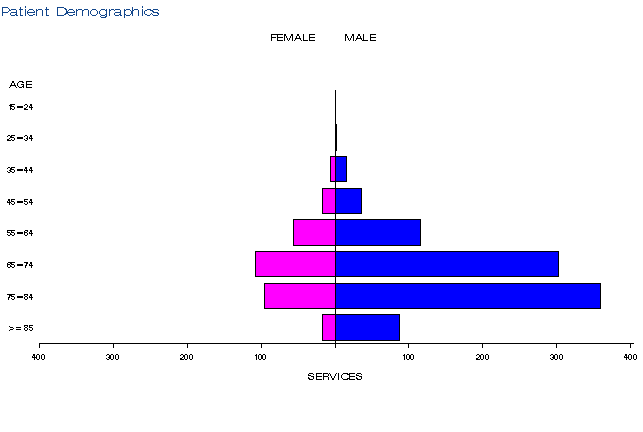 Patient Demographics
FEMALE MALE
AGE
15-24
25-34
35-44
45-54
55-64
65-74
75-84
>=85
400 300 200 100 100 200 300 400
SERVICES